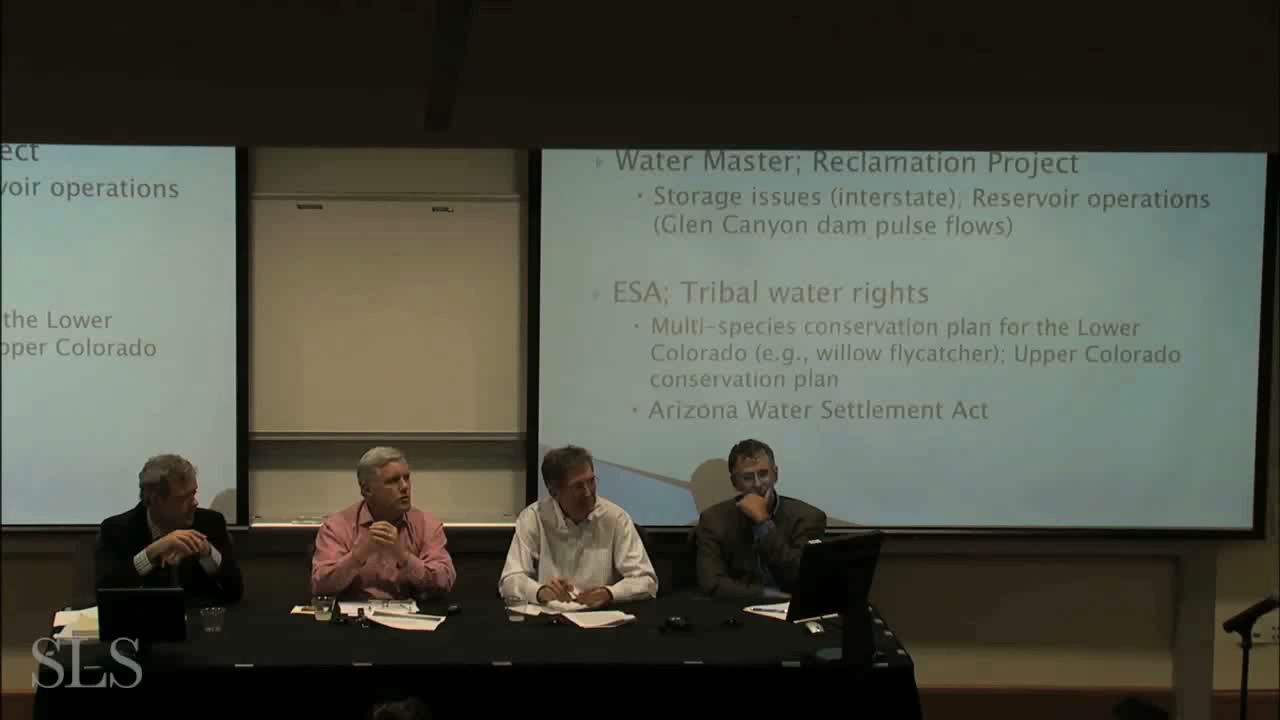 ect
voir operations
the Lower
pper Colorado
Water Master; Reclamation Project
Storage issues (interstate); Reservoir operations
(Glen Canyon dam pulse flows)
ESA; Tribal water rights
Multi-species conservation plan for the Lower
Colorado (e.g., willow flycatcher); Upper Colorado
conservation plan
Arizona Water Settlement Act
SLS